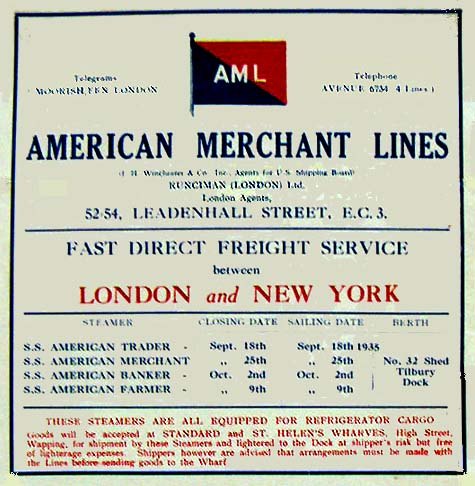 AML
Telegrams
MOORISH, FEN. LONDON
Telephone
AVENUE 6734 4 Lines )
AMERICAN MERCHANT LINES
(J. H. Winchester & Co. Inc., Agents for U.S. Shipping Board)
RUNCIMAN (LONDON) Ltd.
London Agents,
52-54, LEADENHALL STREET, E.C. 3.
FAST DIRECT FREIGHT SERVICE
between
LONDON and NEW YORK
STEAMER CLOSING DATE SAILING DATE BERTH
S.S. AMERICAN TRADER - Sept. 18th Sept. 18th 1935
S.S. AMERICAN MERCHANT „ 25th „ 25th
S.S. AMERICAN BANKER - Oct. 2nd Oct. 2nd
S.S. AMERICAN FARMER - „ 9th „ 9th
No. 32 Shed
Tilbury
Dock
THESE STEAMERS ARE ALL EQUIPPED FOR REFRIGERATOR CARGO
Goods will be accepted at STANDARD and ST. HELEN'S WHARVES, High Street,
Wapping, for shipment by these Steamers and lightered to the Dock at shipper's risk but free
of lighterage expenses. Shippers however are advised that arrangements must be made with
the Lines before sending goods to the Wharf